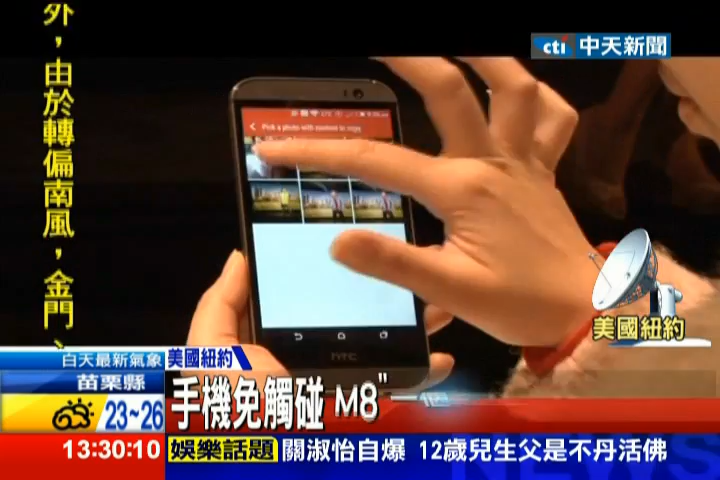 外，由於轉偏南風，金門、
cti 中天新聞
Pick a photo with content to copy
hTC
美國紐約
白天最新氣象
美國紐約
苗栗縣
手機免觸碰 M8"
23~26
13:30:10
娛樂話題 關淑怡自爆 12歲兒生父是不丹活佛
NEWS